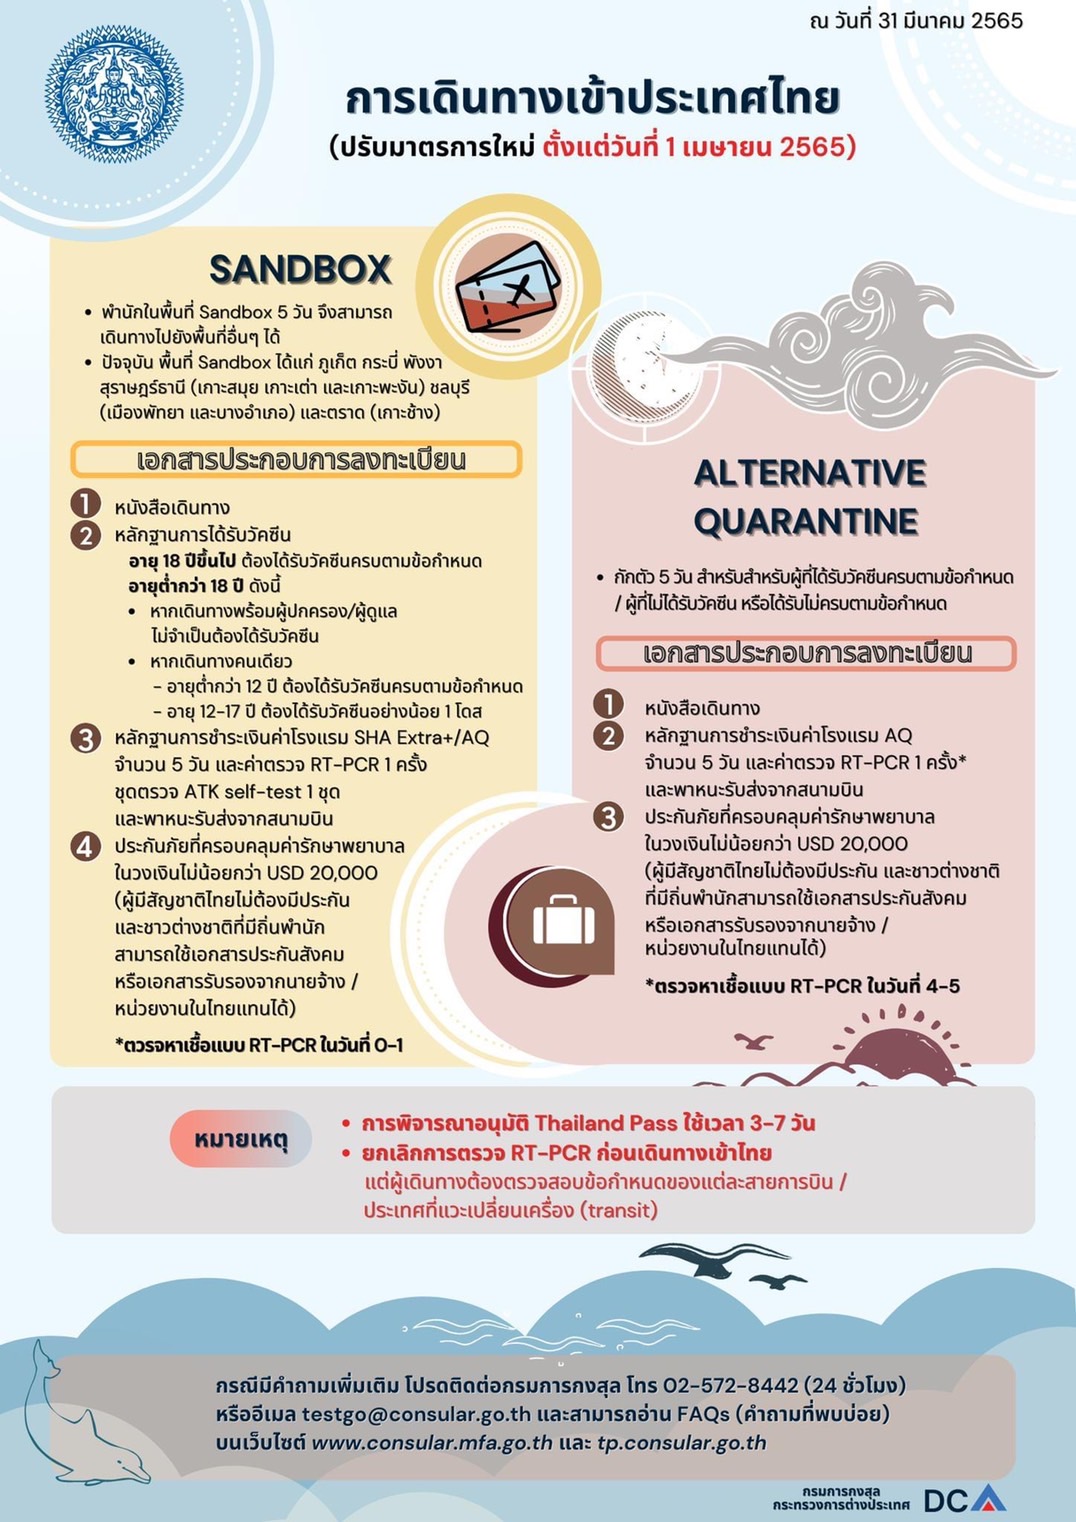 ณ วันที่ 31 มีนาคม 2565
การเดินทางเข้าประเทศไทย
(ปรับมาตรการใหม่ ตั้งแต่วันที่ 1 เมษายน 2565)
SANDBOX
• พำนักในพื้นที่ Sandbox 5 วัน จึงสามารถ
เดินทางไปยังพื้นที่อื่นๆ ได้
• ปัจจุบัน พื้นที่ Sandbox ได้แก่ ภูเก็ต กระบี่ พังงา
สุราษฎร์ธานี (เกาะสมุย เกาะเต่า และเกาะพะงัน) ชลบุรี
(เมืองพัทยา และบางอำเภอ) และตราด (เกาะช้าง)
เอกสารประกอบการลงทะเบียน
1 หนังสือเดินทาง
2 หลักฐานการได้รับวัคซีน
อายุ 18 ปีขึ้นไป ต้องได้รับวัคซีนครบตามข้อกำหนด
อายุต่ำกว่า 18 ปี ดังนี้
• หากเดินทางพร้อมผู้ปกครอง/ผู้ดูแล
ไม่จำเป็นต้องได้รับวัคซีน
• หากเดินทางคนเดียว
- อายุต่ำกว่า 12 ปี ต้องได้รับวัคซีนครบตามข้อกำหนด
- อายุ 12-17 ปี ต้องได้รับวัคซีนอย่างน้อย 1 โดส
3 หลักฐานการชำระเงินค่าโรงแรม SHA Extra+/AQ
จำนวน 5 วัน และค่าตรวจ RT-PCR 1 ครั้ง
ชุดตรวจ ATK self-test 1 ชุด
และพาหนะรับส่งจากสนามบิน
4 ประกันภัยที่ครอบคลุมค่ารักษาพยาบาล
ในวงเงินไม่น้อยกว่า USD 20,000
(ผู้มีสัญชาติไทยไม่ต้องมีประกัน
และชาวต่างชาติที่มีถิ่นพำนัก
สามารถใช้เอกสารประกันสังคม
หรือเอกสารรับรองจากนายจ้าง /
หน่วยงานในไทยแทนได้)
*ตวรจหาเชื้อแบบ RT-PCR ในวันที่ 0-1
ALTERNATIVE
QUARANTINE
• กักตัว 5 วัน สำหรับสำหรับผู้ที่ได้รับวัคซีนครบตามข้อกำหนด
/ ผู้ที่ไม่ได้รับวัคซีน หรือได้รับไม่ครบตามข้อกำหนด
เอกสารประกอบการลงทะเบียน
1 หนังสือเดินทาง
2 หลักฐานการชำระเงินค่าโรงแรม AQ
จำนวน 5 วัน และค่าตรวจ RT-PCR 1 ครั้ง*
และพาหนะรับส่งจากสนามบิน
3 ประกันภัยที่ครอบคลุมค่ารักษาพยาบาล
ในวงเงินไม่น้อยกว่า USD 20,000
(ผู้มีสัญชาติไทยไม่ต้องมีประกัน และชาวต่างชาติ
ที่มีถิ่นพำนักสามารถใช้เอกสารประกันสังคม
หรือเอกสารรับรองจากนายจ้าง /
หน่วยงานในไทยแทนได้)
*ตรวจหาเชื้อแบบ RT-PCR ในวันที่ 4-5
หมายเหตุ
• การพิจารณาอนุมัติ Thailand Pass ใช้เวลา 3-7 วัน
• ยกเลิกการตรวจ RT-PCR ก่อนเดินทางเข้าไทย
แต่ผู้เดินทางต้องตรวจสอบข้อกำหนดของแต่ละสายการบิน /
ประเทศที่แวะเปลี่ยนเครื่อง (transit)
กรณีมีคำถามเพิ่มเติม โปรดติดต่อกรมการกงสุล โทร 02-572-8442 (24 ชั่วโมง)
หรืออีเมล testgo@consular.go.th และสามารถอ่าน FAQs (คำถามที่พบบ่อย)
บนเว็บไซต์ www.consular.mfa.go.th และ tp.consular.go.th
กรมการกงสุล
กระทรวงการต่างประเทศ
DCA